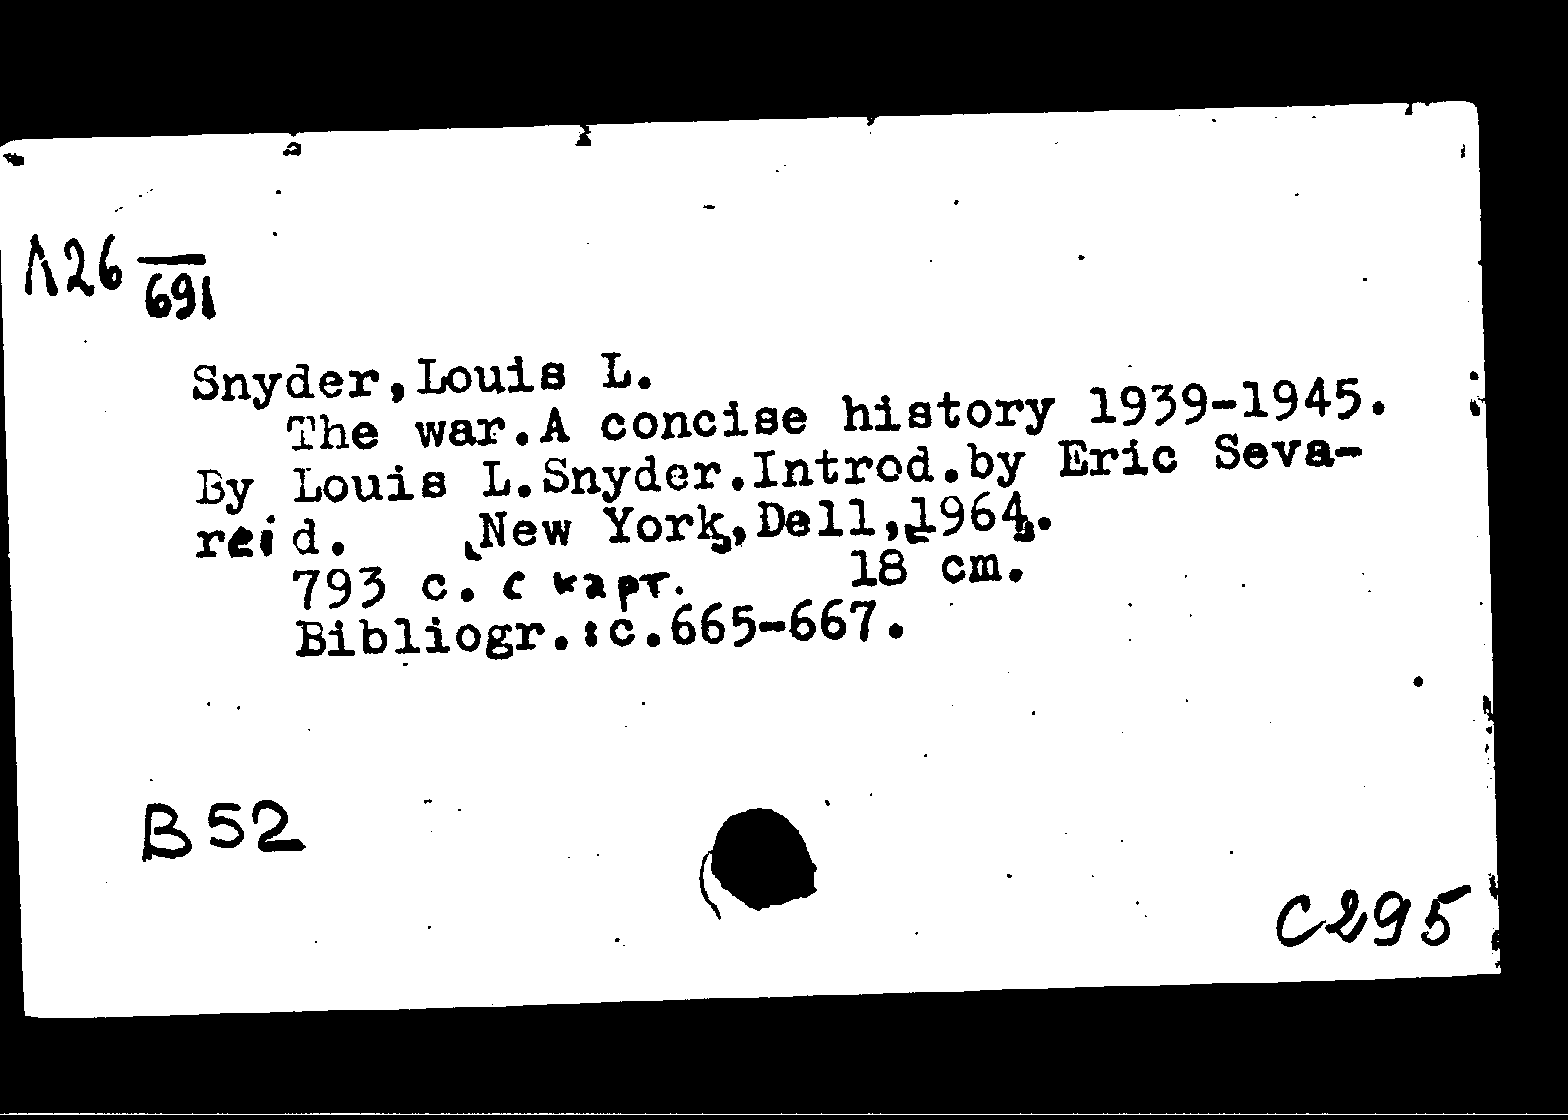 Л26
691
Snyder,Louis L.
The war.A concise history 1939-1945.
By Louis L.Snyder.Introd.by Eric Seva-
reid. [New York],Dell,[1964].
793 с. с карт. 18 cm.
Bibliogr.:с.665-667.
B52
C295